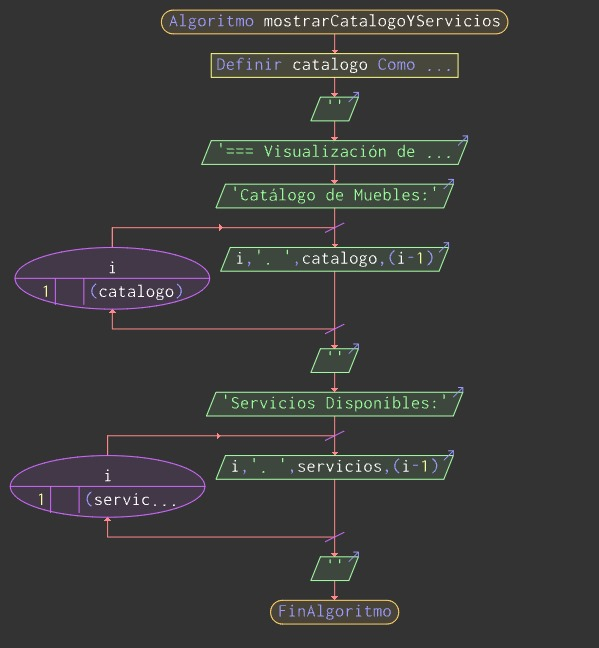 Algoritmo mostrarCatalogoYServicios
Definir catalogo Como ...
''
'=== Visualización de ...
'Catálogo de Muebles:'
i
i,'. ',catalogo,(i-1)
1 (catalogo)
''
'Servicios Disponibles:'
i
i,'. ',servicios,(i-1)
1 (servic...
''
FinAlgoritmo